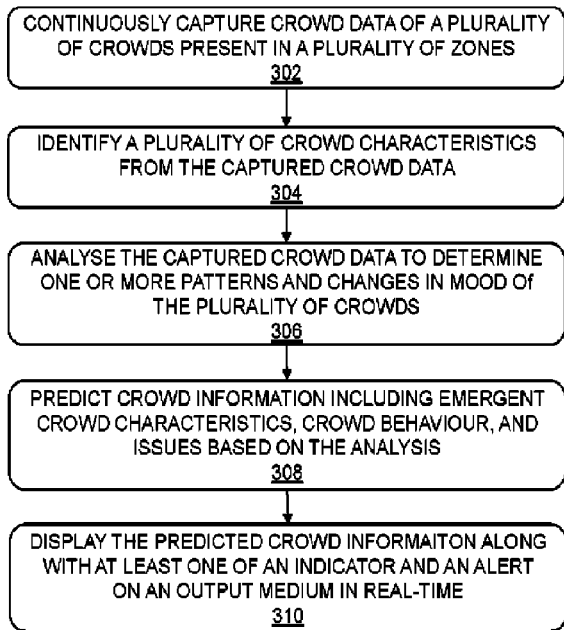 CONTINUOUSLY CAPTURE CROWD DATA OF A PLURALITY
OF CROWDS PRESENT IN A PLURALITY OF ZONES
302
IDENTIFY A PLURALITY OF CROWD CHARACTERISTICS
FROM THE CAPTURED CROWD DATA
304
ANALYSE THE CAPTURED CROWD DATA TO DETERMINE
ONE OR MORE PATTERNS AND CHANGES IN MOOD Of
THE PLURALITY OF CROWDS
306
PREDICT CROWD INFORMATION INCLUDING EMERGENT
CROWD CHARACTERISTICS, CROWD BEHAVIOUR, AND
ISSUES BASED ON THE ANALYSIS
308
DISPLAY THE PREDICTED CROWD INFORMAITON ALONG
WITH AT LEAST ONE OF AN INDICATOR AND AN ALERT
ON AN OUTPUT MEDIUM IN REAL-TIME
310